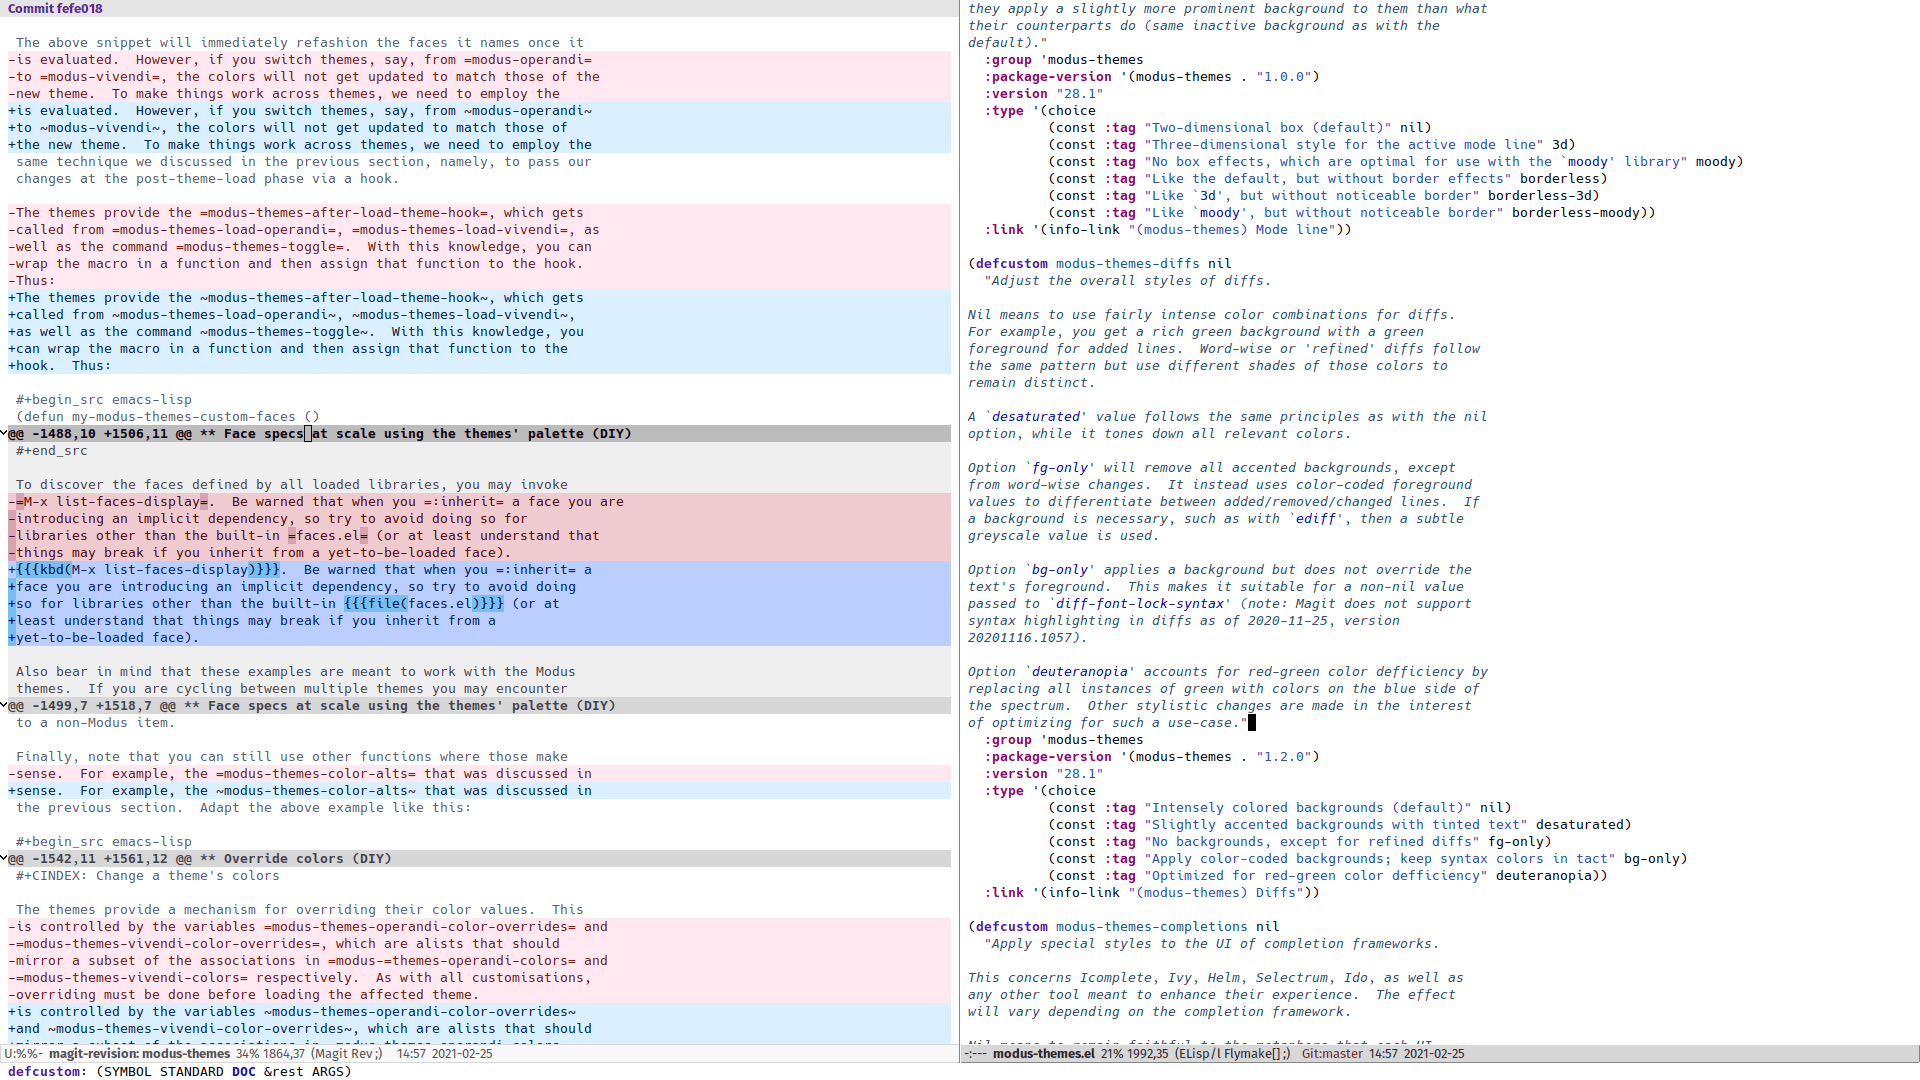 Commit fefe018
The above snippet will immediately refashion the faces it names once it
-is evaluated.  However, if you switch themes, say, from =modus-operandi=
-to =modus-vivendi=, the colors will not get updated to match those of the
-new theme.  To make things work across themes, we need to employ the
+is evaluated.  However, if you switch themes, say, from ~modus-operandi~
+to ~modus-vivendi~, the colors will not get updated to match those of
+the new theme.  To make things work across themes, we need to employ the
same technique we discussed in the previous section, namely, to pass our
changes at the post-theme-load phase via a hook.
-The themes provide the =modus-themes-after-load-theme-hook=, which gets
-called from =modus-themes-load-operandi=, =modus-themes-load-vivendi=, as
-well as the command =modus-themes-toggle=.  With this knowledge, you can
-wrap the macro in a function and then assign that function to the hook.
-Thus:
+The themes provide the ~modus-themes-after-load-theme-hook~, which gets
+called from ~modus-themes-load-operandi~, ~modus-themes-load-vivendi~,
+as well as the command ~modus-themes-toggle~.  With this knowledge, you
+can wrap the macro in a function and then assign that function to the
+hook.  Thus:
#+begin_src emacs-lisp
(defun my-modus-themes-custom-faces ()
@@ -1488,10 +1506,11 @@ ** Face specs at scale using the themes' palette (DIY)
#+end_src
To discover the faces defined by all loaded libraries, you may invoke
-=M-x list-faces-display=.  Be warned that when you =:inherit= a face you are
-introducing an implicit dependency, so try to avoid doing so for
-libraries other than the built-in =faces.el= (or at least understand that
-things may break if you inherit from a yet-to-be-loaded face).
+{{{kbd(M-x list-faces-display)}}}.  Be warned that when you =:inherit= a
+face you are introducing an implicit dependency, so try to avoid doing
+so for libraries other than the built-in {{{file(faces.el)}}} (or at
+least understand that things may break if you inherit from a
+yet-to-be-loaded face).
Also bear in mind that these examples are meant to work with the Modus
themes.  If you are cycling between multiple themes you may encounter
@@ -1499,7 +1518,7 @@ ** Face specs at scale using the themes' palette (DIY)
to a non-Modus item.
Finally, note that you can still use other functions where those make
-sense.  For example, the =modus-themes-color-alts= that was discussed in
+sense.  For example, the ~modus-themes-color-alts~ that was discussed in
the previous section.  Adapt the above example like this:
#+begin_src emacs-lisp
@@ -1542,11 +1561,12 @@ ** Override colors (DIY)
#+CINDEX: Change a theme's colors
The themes provide a mechanism for overriding their color values.  This
-is controlled by the variables =modus-themes-operandi-color-overrides= and
-=modus-themes-vivendi-color-overrides=, which are alists that should
-mirror a subset of the associations in =modus-=themes-operandi-colors= and
-=modus-themes-vivendi-colors= respectively.  As with all customisations,
-overriding must be done before loading the affected theme.
+is controlled by the variables ~modus-themes-operandi-color-overrides~
+and ~modus-themes-vivendi-color-overrides~, which are alists that should
U:%%- magit-revision: modus-themes 34% 1864,37 (Magit Rev;) 14:57 2021-02-25
they apply a slightly more prominent background to them than what
their counterparts do (same inactive background as with the
default)."
:group 'modus-themes
:package-version '(modus-themes . "1.0.0")
:version "28.1"
:type '(choice
(const :tag "Two-dimensional box (default)" nil)
(const :tag "Three-dimensional style for the active mode line" 3d)
(const :tag "No box effects, which are optimal for use with the `moody' library" moody)
(const :tag "Like the default, but without border effects" borderless)
(const :tag "Like `3d', but without noticeable border" borderless-3d)
(const :tag "Like `moody', but without noticeable border" borderless-moody))
:link '(info-link "(modus-themes) Mode line"))
(defcustom modus-themes-diffs nil
"Adjust the overall styles of diffs.
Nil means to use fairly intense color combinations for diffs.
For example, you get a rich green background with a green
foreground for added lines.  Word-wise or 'refined' diffs follow
the same pattern but use different shades of those colors to
remain distinct.
A `desaturated' value follows the same principles as with the nil
option, while it tones down all relevant colors.
Option `fg-only' will remove all accented backgrounds, except
from word-wise changes.  It instead uses color-coded foreground
values to differentiate between added/removed/changed lines.  If
a background is necessary, such as with `ediff', then a subtle
greyscale value is used.
Option `bg-only' applies a background but does not override the
text's foreground.  This makes it suitable for a non-nil value
passed to `diff-font-lock-syntax' (note: Magit does not support
syntax highlighting in diffs as of 2020-11-25, version
20201116.1057).
Option `deuteranopia' accounts for red-green color defficiency by
replacing all instances of green with colors on the blue side of
the spectrum.  Other stylistic changes are made in the interest
of optimizing for such a use-case."
:group 'modus-themes
:package-version '(modus-themes . "1.2.0")
:version "28.1"
:type '(choice
(const :tag "Intensely colored backgrounds (default)" nil)
(const :tag "Slightly accented backgrounds with tinted text" desaturated)
(const :tag "No backgrounds, except for refined diffs" fg-only)
(const :tag "Apply color-coded backgrounds; keep syntax colors in tact" bg-only)
(const :tag "Optimized for red-green color defficiency" deuteranopia))
:link '(info-link "(modus-themes) Diffs"))
(defcustom modus-themes-completions nil
"Apply special styles to the UI of completion frameworks.
This concerns Icomplete, Ivy, Helm, Selectrum, Ido, as well as
any other tool meant to enhance their experience.  The effect
will vary depending on the completion framework.
-:--- modus-themes.el 21% 1992,35 (ELisp/l Flymake[];) Git:master 14:57 2021-02-25
defcustom: (SYMBOL STANDARD DOC &rest ARGS)